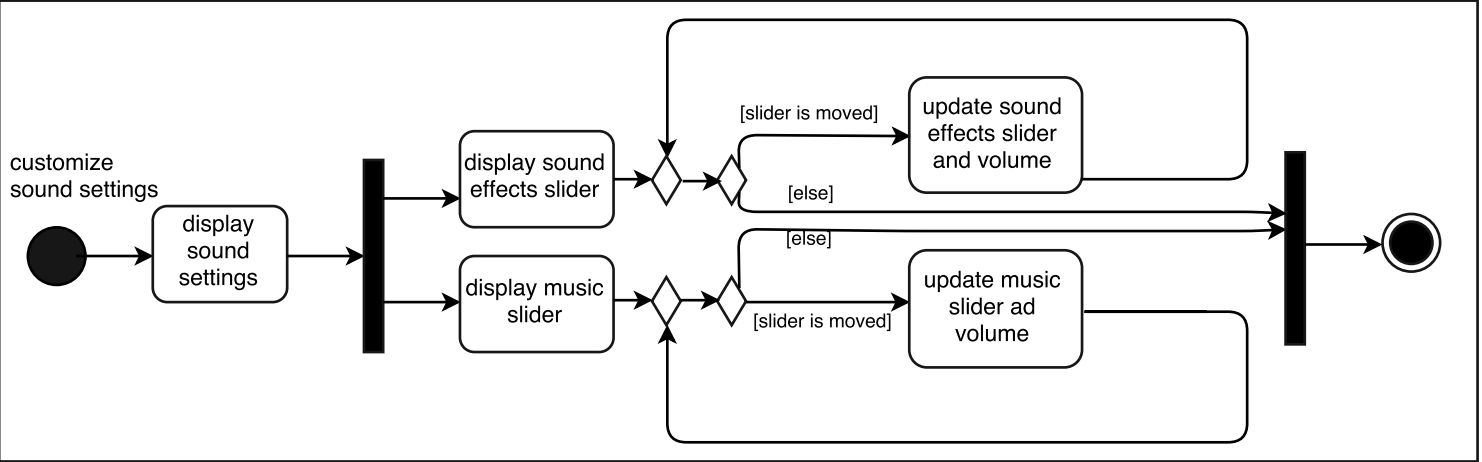 customize
sound settings
display
sound
settings
display sound
effects slider
[slider is moved]
update sound
effects slider
and volume
[else]
[else]
display music
slider
[slider is moved]
update music
slider ad
volume